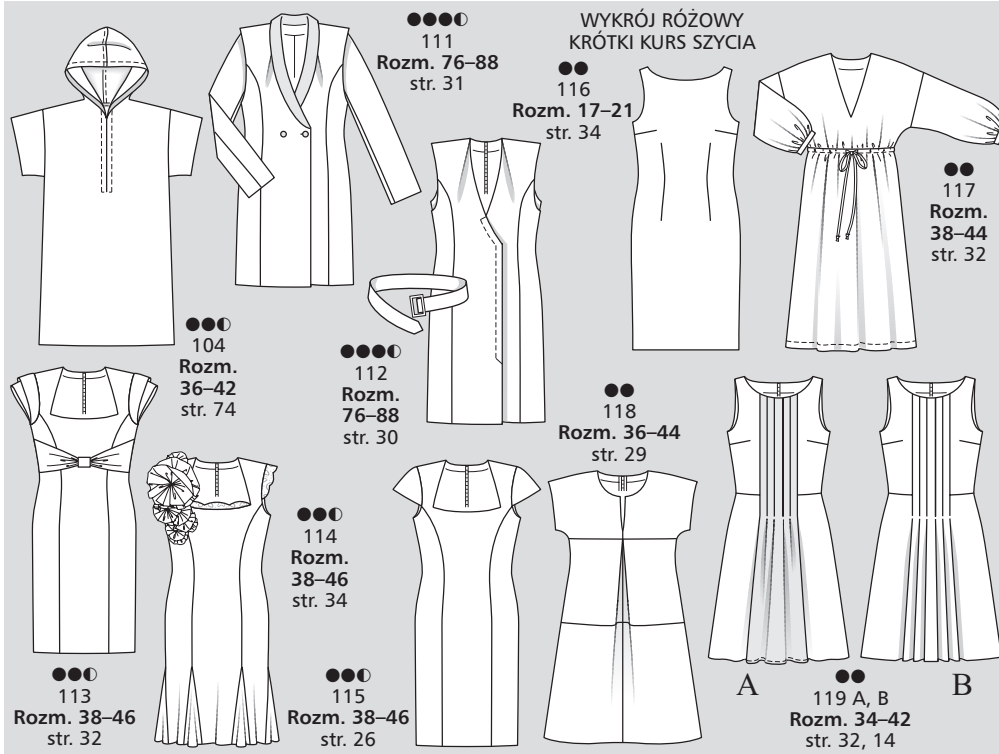 111
Rozm. 76–88
str. 31
WYKRÓJ RÓŻOWY
KRÓTKI KURS SZYCIA
116
Rozm. 17–21
str. 34
117
Rozm.
38–44
str. 32
104
Rozm.
36–42
str. 74
112
Rozm.
76–88
str. 30
118
Rozm. 36–44
str. 29
114
Rozm.
38–46
str. 34
113
Rozm. 38–46
str. 32
115
Rozm. 38–46
str. 26
A
B
119 A, B
Rozm. 34–42
str. 32, 14